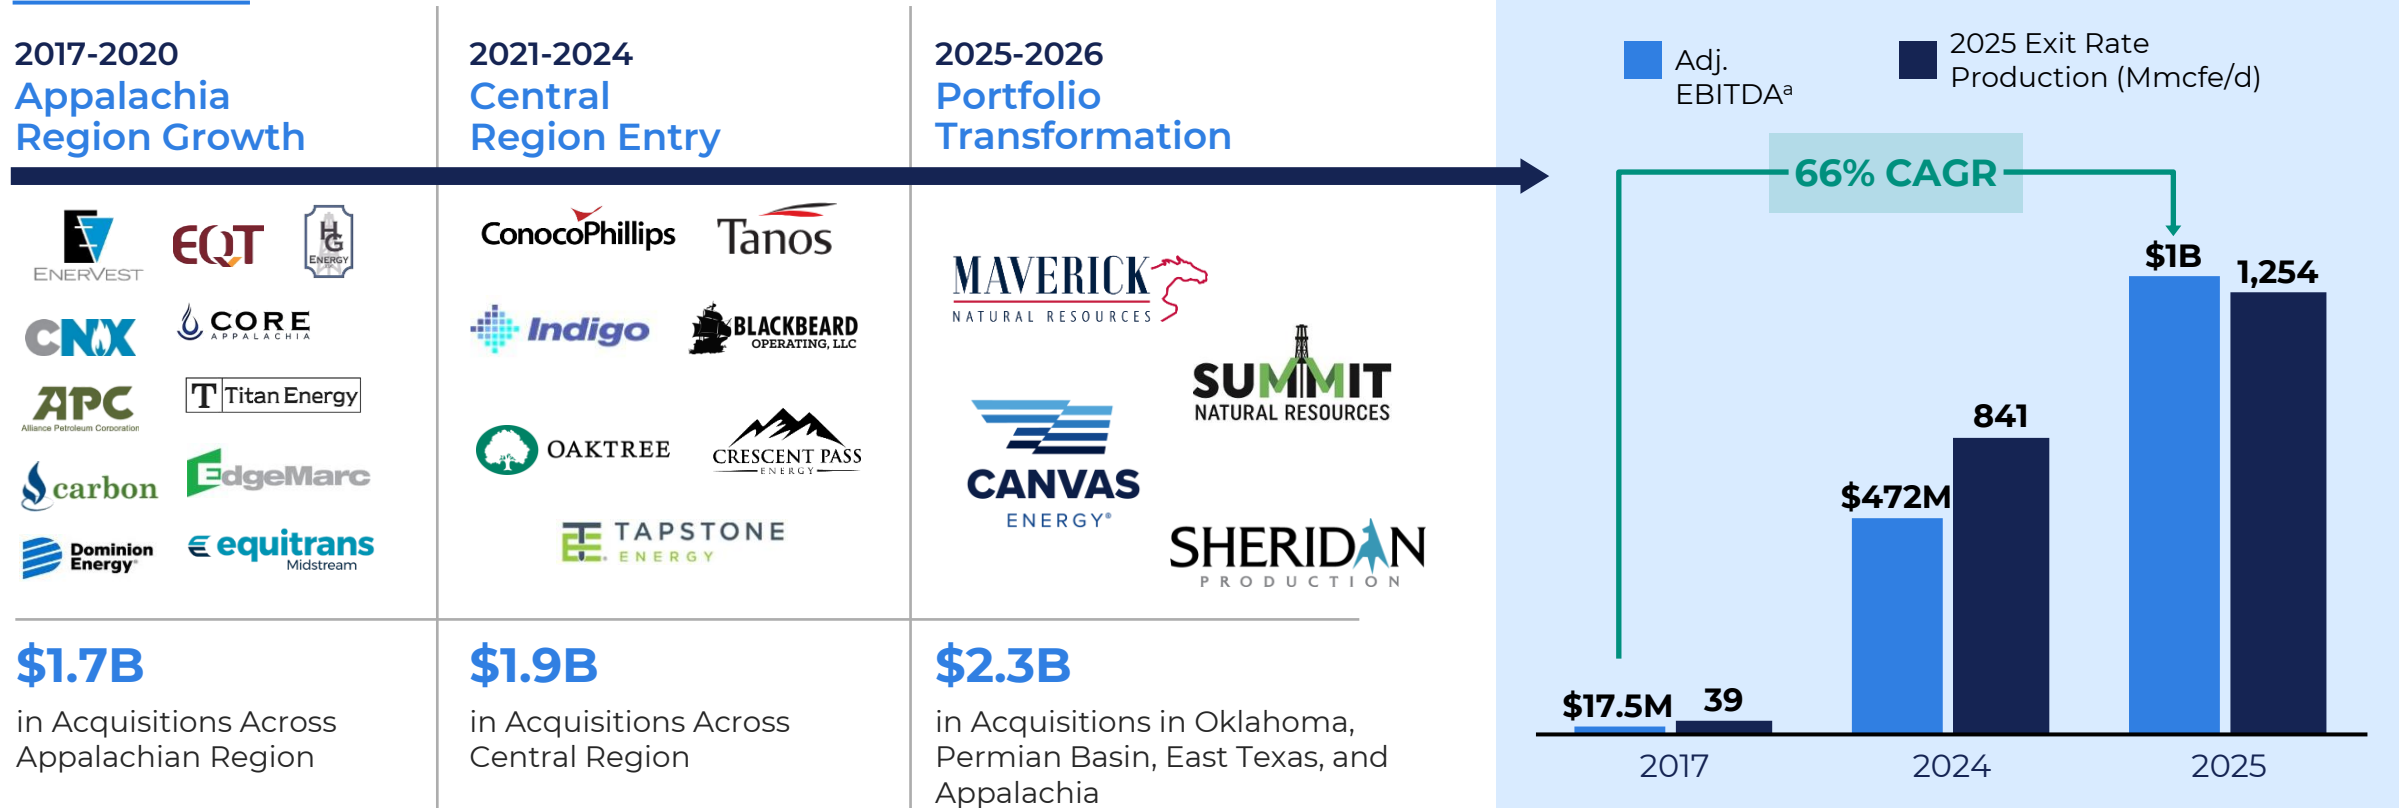 2017-2020
Appalachia
Region Growth
2021-2024
Central
Region Entry
2025-2026
Portfolio
Transformation
ENERVEST
EQT
HG
ENERGY
CNX
CORE
APPALACHIA
APC
Alliance Petroleum Corporation
T Titan Energy
carbon
EdgeMarc
Dominion
Energy®
equitrans
Midstream
ConocoPhillips
Tanos
Indigo
BLACKBEARD
OPERATING, LLC
OAKTREE
CRESCENT PASS
ENERGY
TAPSTONE
ENERGY
MAVERICK
NATURAL RESOURCES
SUMMIT
NATURAL RESOURCES
CANVAS
ENERGY®
SHERIDAN
PRODUCTION
$1.7B
in Acquisitions Across
Appalachian Region
$1.9B
in Acquisitions Across
Central Region
$2.3B
in Acquisitions in Oklahoma,
Permian Basin, East Texas, and
Appalachia
Adj.
EBITDAᵃ
2025 Exit Rate
Production (Mmcfe/d)
66% CAGR
$17.5M
39
$472M
841
$1B
1,254
2017
2024
2025